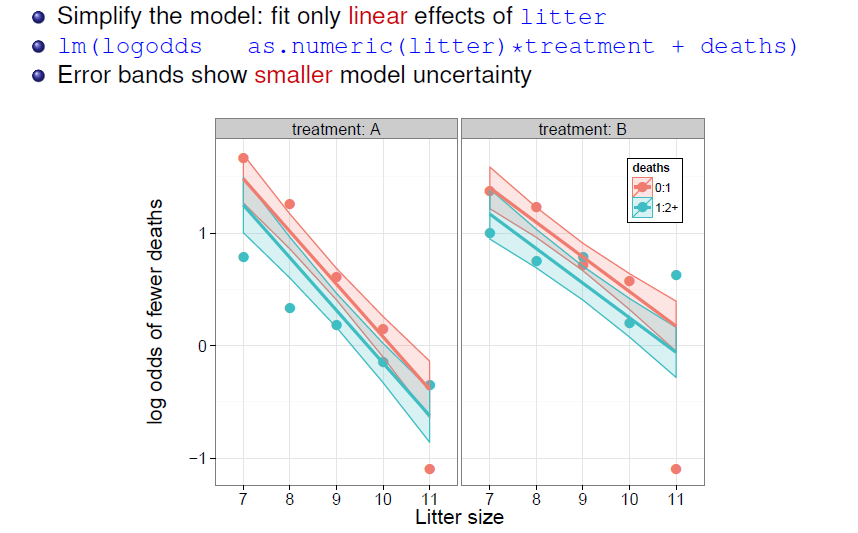 Simplify the model: fit only linear effects of litter
lm(logodds as.numeric(litter)*treatment + deaths)
Error bands show smaller model uncertainty
treatment: A
treatment: B
deaths
0:1
1:2+
log odds of fewer deaths
1
0
−1
7 8 9 10 11
7 8 9 10 11
Litter size